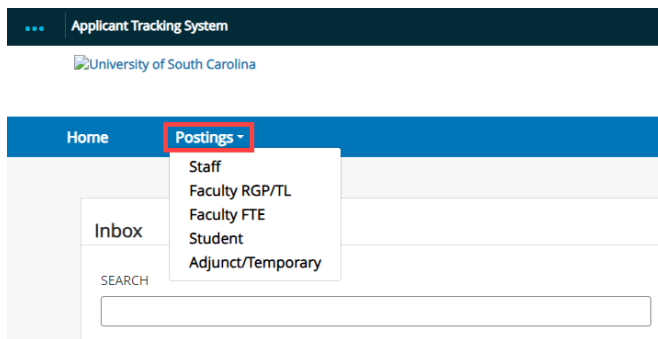 Applicant Tracking System
University of South Carolina
Home Postings
Staff
Faculty RGP/TL
Faculty FTE
Student
Adjunct/Temporary
Inbox
SEARCH